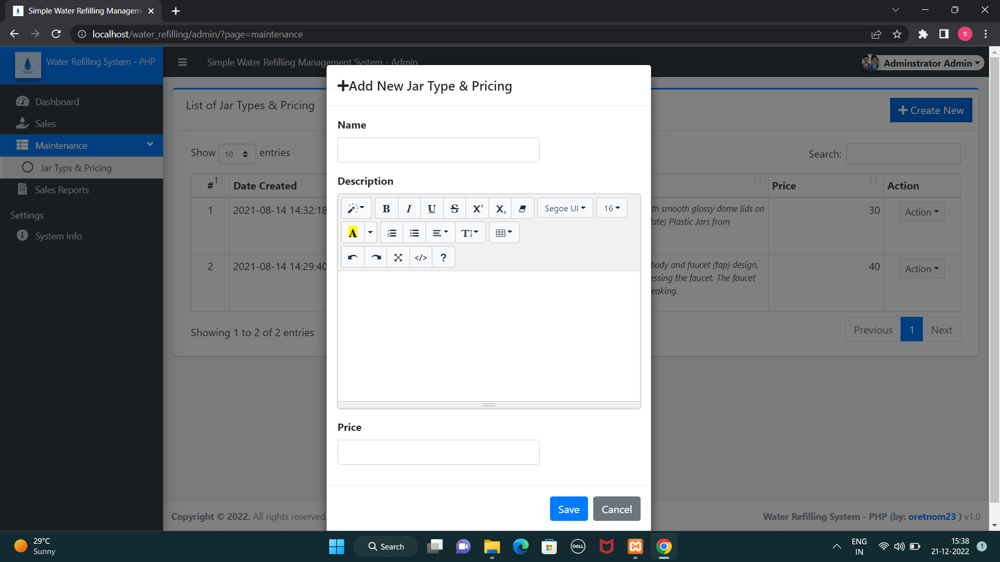 Simple Water Refilling Managem
localhost/water_refilling/admin/?page=maintenance
S
Water Refilling System - PHP
Simple Water Refilling Management System - Admin
Adminstrator Admin
Dashboard
Sales
Maintenance
Jar Typs & Pricing
Sales Reports
Settings
System Info
List of Jar Types & Pricing
+ Create New
Show 10 entries
Search:
# Date Created Price Action
1 2021-08-14 14:32:18 th smooth glossy dome lids on 30 Action
late) Plastic Jars from
2 2021-08-14 14:29:40 body and faucet (tap) design, 40 Action
essing the faucet. The faucet
eaking.
Showing 1 to 2 of 2 entries
Previous 1 Next
+Add New Jar Type & Pricing
Name
Description
B I U S X² X₂ Segoe UI 16
A T
</> ?
Price
Save Cancel
Copyright © 2022. All rights reserved.
Water Refilling System - PHP (by: oretnom23 ) v1.0
29°C
Sunny
Search
DELL
ENG
IN
15:38
21-12-2022
1